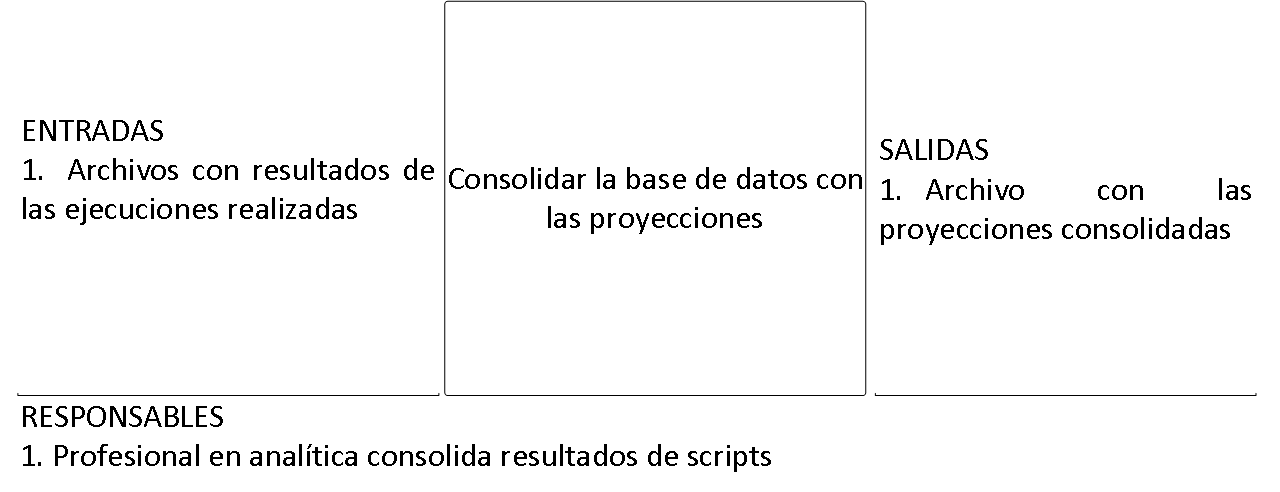 ENTRADAS
1. Archivos con resultados de
las ejecuciones realizadas
Consolidar la base de datos con
las proyecciones
SALIDAS
1. Archivo con las
proyecciones consolidadas
RESPONSABLES
1. Profesional en analítica consolida resultados de scripts